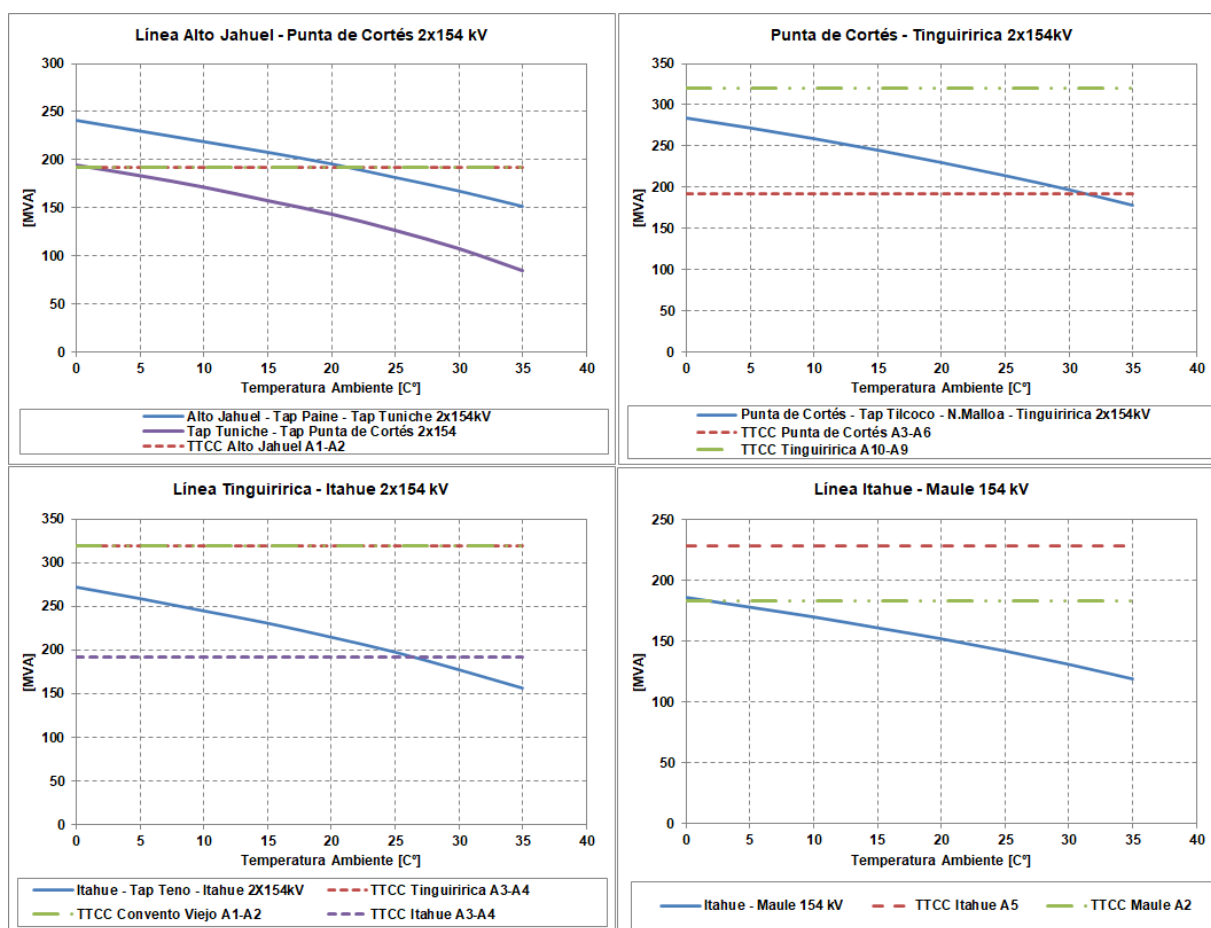 Línea Alto Jahuel - Punta de Cortés 2x154 kV
300
250
200
150
100
50
0
[MVA]
0 5 10 15 20 25 30 35 40
Temperatura Ambiente [Cº]
Alto Jahuel - Tap Paine - Tap Tuniche 2x154kV
Tap Tuniche - Tap Punta de Cortés 2x154
TTCC Alto Jahuel A1-A2
Punta de Cortés - Tinguiririca 2x154kV
350
300
250
200
150
100
50
0
[MVA]
0 5 10 15 20 25 30 35 40
Temperatura Ambiente [Cº]
Punta de Cortés - Tap Tilcoco - N.Malloa - Tinguiririca 2x154kV
TTCC Punta de Cortés A3-A6
TTCC Tinguiririca A10-A9
Línea Tinguiririca - Itahue 2x154 kV
350
300
250
200
150
100
50
0
[MVA]
0 5 10 15 20 25 30 35 40
Temperatura Ambiente [Cº]
Itahue - Tap Teno - Itahue 2X154kV TTCC Tinguiririca A3-A4
TTCC Convento Viejo A1-A2 TTCC Itahue A3-A4
Línea Itahue - Maule 154 kV
250
200
150
100
50
0
[MVA]
0 5 10 15 20 25 30 35 40
Temperatura Ambiente [Cº]
Itahue - Maule 154 kV TTCC Itahue A5 TTCC Maule A2